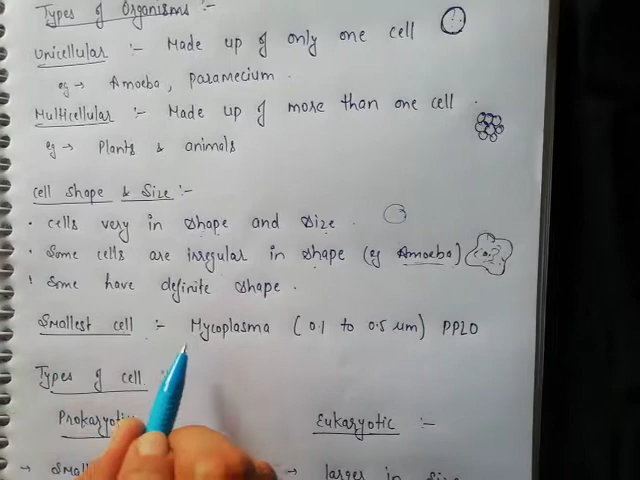 Types of Organisms :-
Unicellular :- Made up of only one cell
eg → Amoeba, paramecium.
Multicellular :- Made up of more than one cell.
eg → Plants & animals
Cell Shape & Size :-
• cells very in shape and size.
• Some cells are irregular in shape (eg Amoeba)
• Some have definite shape.
Smallest cell :- Mycoplasma (0.1 to 0.5 μm) PPLO
Types of cell
Eukaryotic :-
→ larger in size